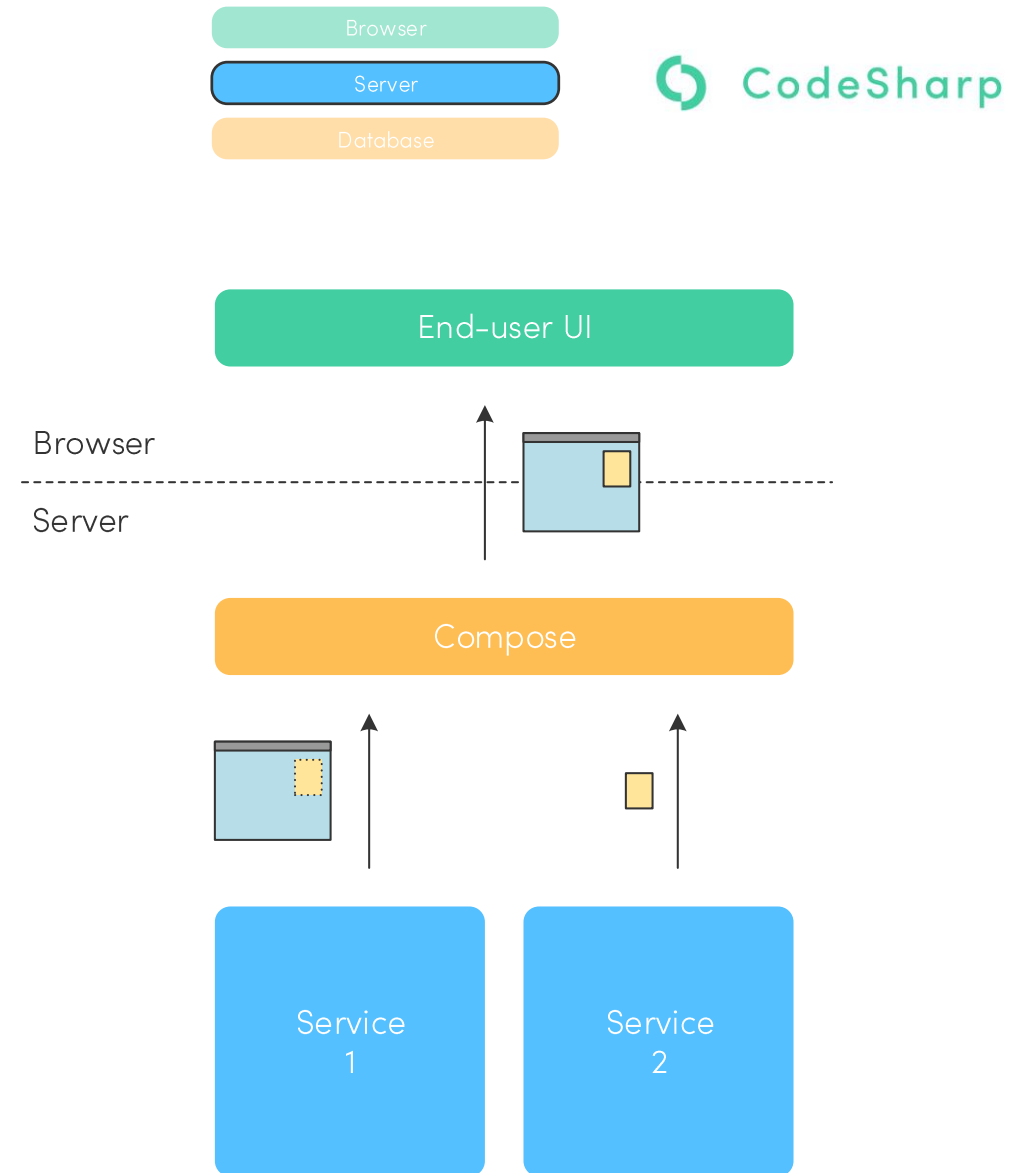 Browser
Server
CodeSharp
Database
End-user UI
Browser
Server
Compose
Service
1
Service
2